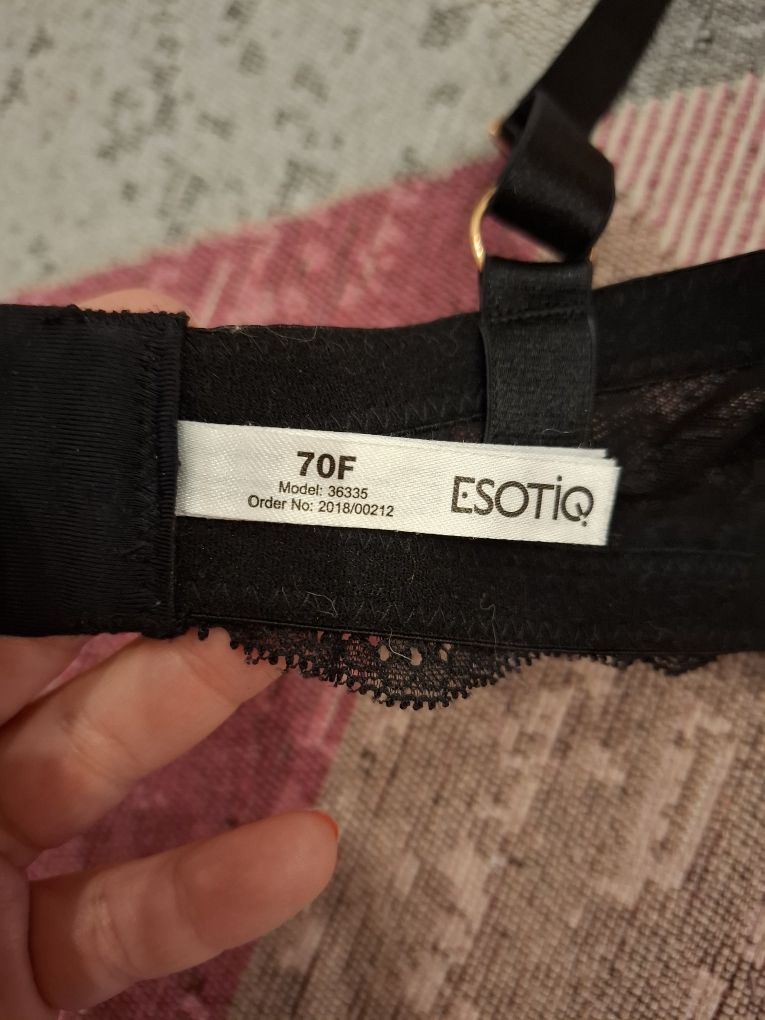 70F
Model: 36335
Order No: 2018/00212
ESOTIQ